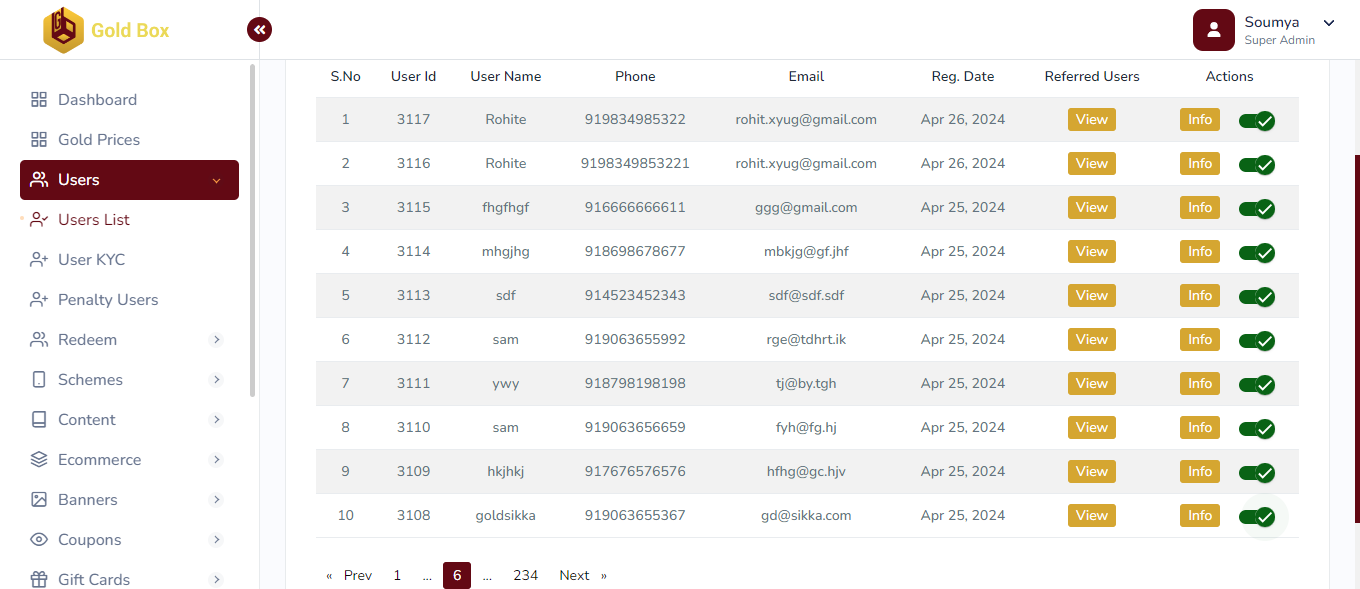 Gold Box
Soumya
Super Admin
Dashboard
Gold Prices
Users
Users List
User KYC
Penalty Users
Redeem
Schemes
Content
Ecommerce
Banners
Coupons
Gift Cards
S.No User Id User Name Phone Email Reg. Date Referred Users Actions
1 3117 Rohite 919834985322 rohit.xyug@gmail.com Apr 26, 2024 View Info
2 3116 Rohite 9198349853221 rohit.xyug@gmail.com Apr 26, 2024 View Info
3 3115 fhgfhgf 916666666611 ggg@gmail.com Apr 25, 2024 View Info
4 3114 mhgjhg 918698678677 mbkjg@gf.jhf Apr 25, 2024 View Info
5 3113 sdf 914523452343 sdf@sdf.sdf Apr 25, 2024 View Info
6 3112 sam 919063655992 rge@tdhrt.ik Apr 25, 2024 View Info
7 3111 ywy 918798198198 tj@by.tgh Apr 25, 2024 View Info
8 3110 sam 919063656659 fyh@fg.hj Apr 25, 2024 View Info
9 3109 hkjhkj 917676576576 hfhg@gc.hjv Apr 25, 2024 View Info
10 3108 goldsikka 919063655367 gd@sikka.com Apr 25, 2024 View Info
« Prev 1 ... 6 ... 234 Next »